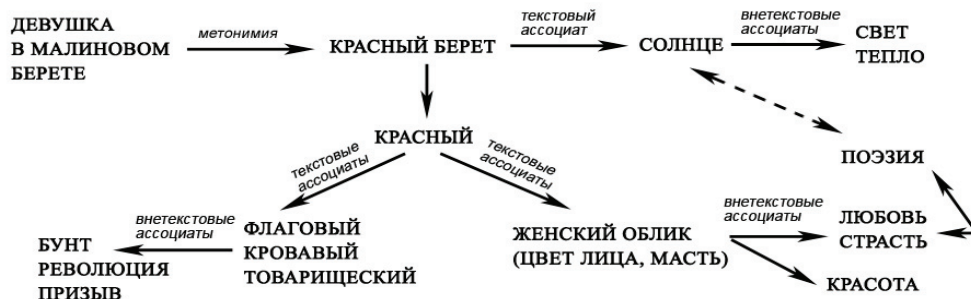 ДЕВУШКА
В МАЛИНОВОМ
БЕРЕТЕ
метонимия
КРАСНЫЙ БЕРЕТ
текстовый
ассоциат
СОЛНЦЕ
внетекстовые
ассоциаты
СВЕТ
ТЕПЛО
КРАСНЫЙ
ПОЭЗИЯ
текстовые
ассоциаты
текстовые
ассоциаты
БУНТ
РЕВОЛЮЦИЯ
ПРИЗЫВ
внетекстовые
ассоциаты
ФЛАГОВЫЙ
КРОВАВЫЙ
ТОВАРИЩЕСКИЙ
ЖЕНСКИЙ ОБЛИК
(ЦВЕТ ЛИЦА, МАСТЬ)
внетекстовые
ассоциаты
ЛЮБОВЬ
СТРАСТЬ
КРАСОТА